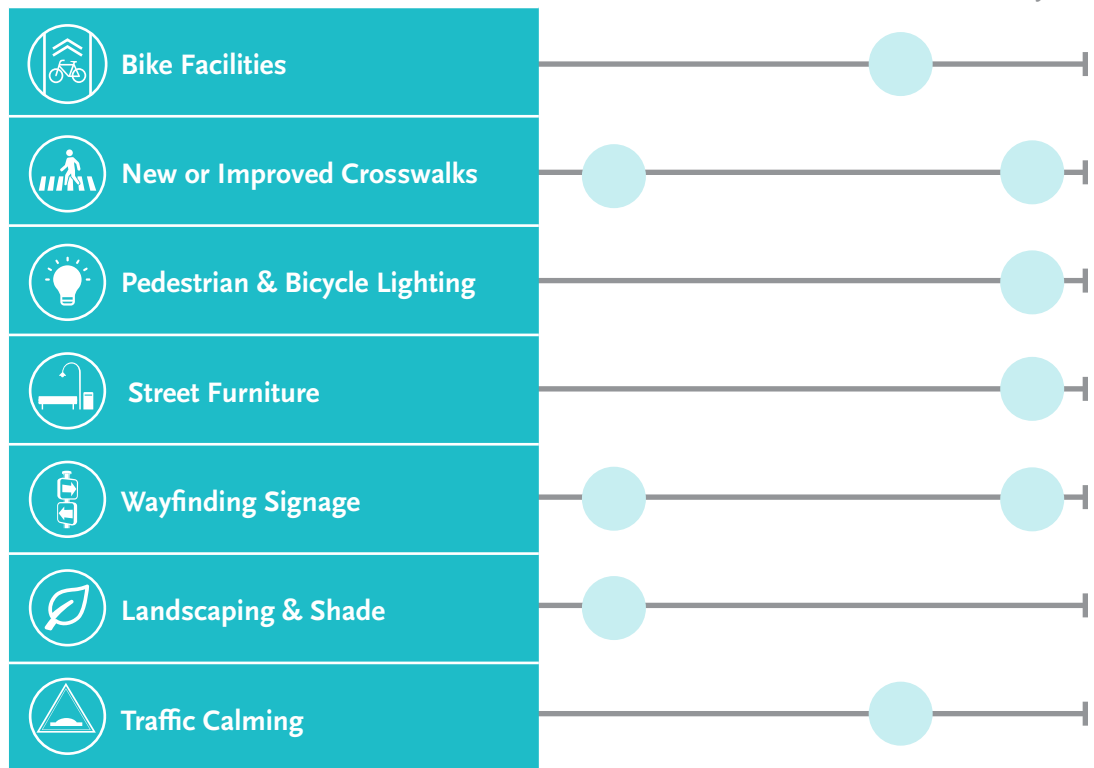 Bike Facilities
New or Improved Crosswalks
Pedestrian & Bicycle Lighting
Street Furniture
Wayfinding Signage
Landscaping & Shade
Traffic Calming